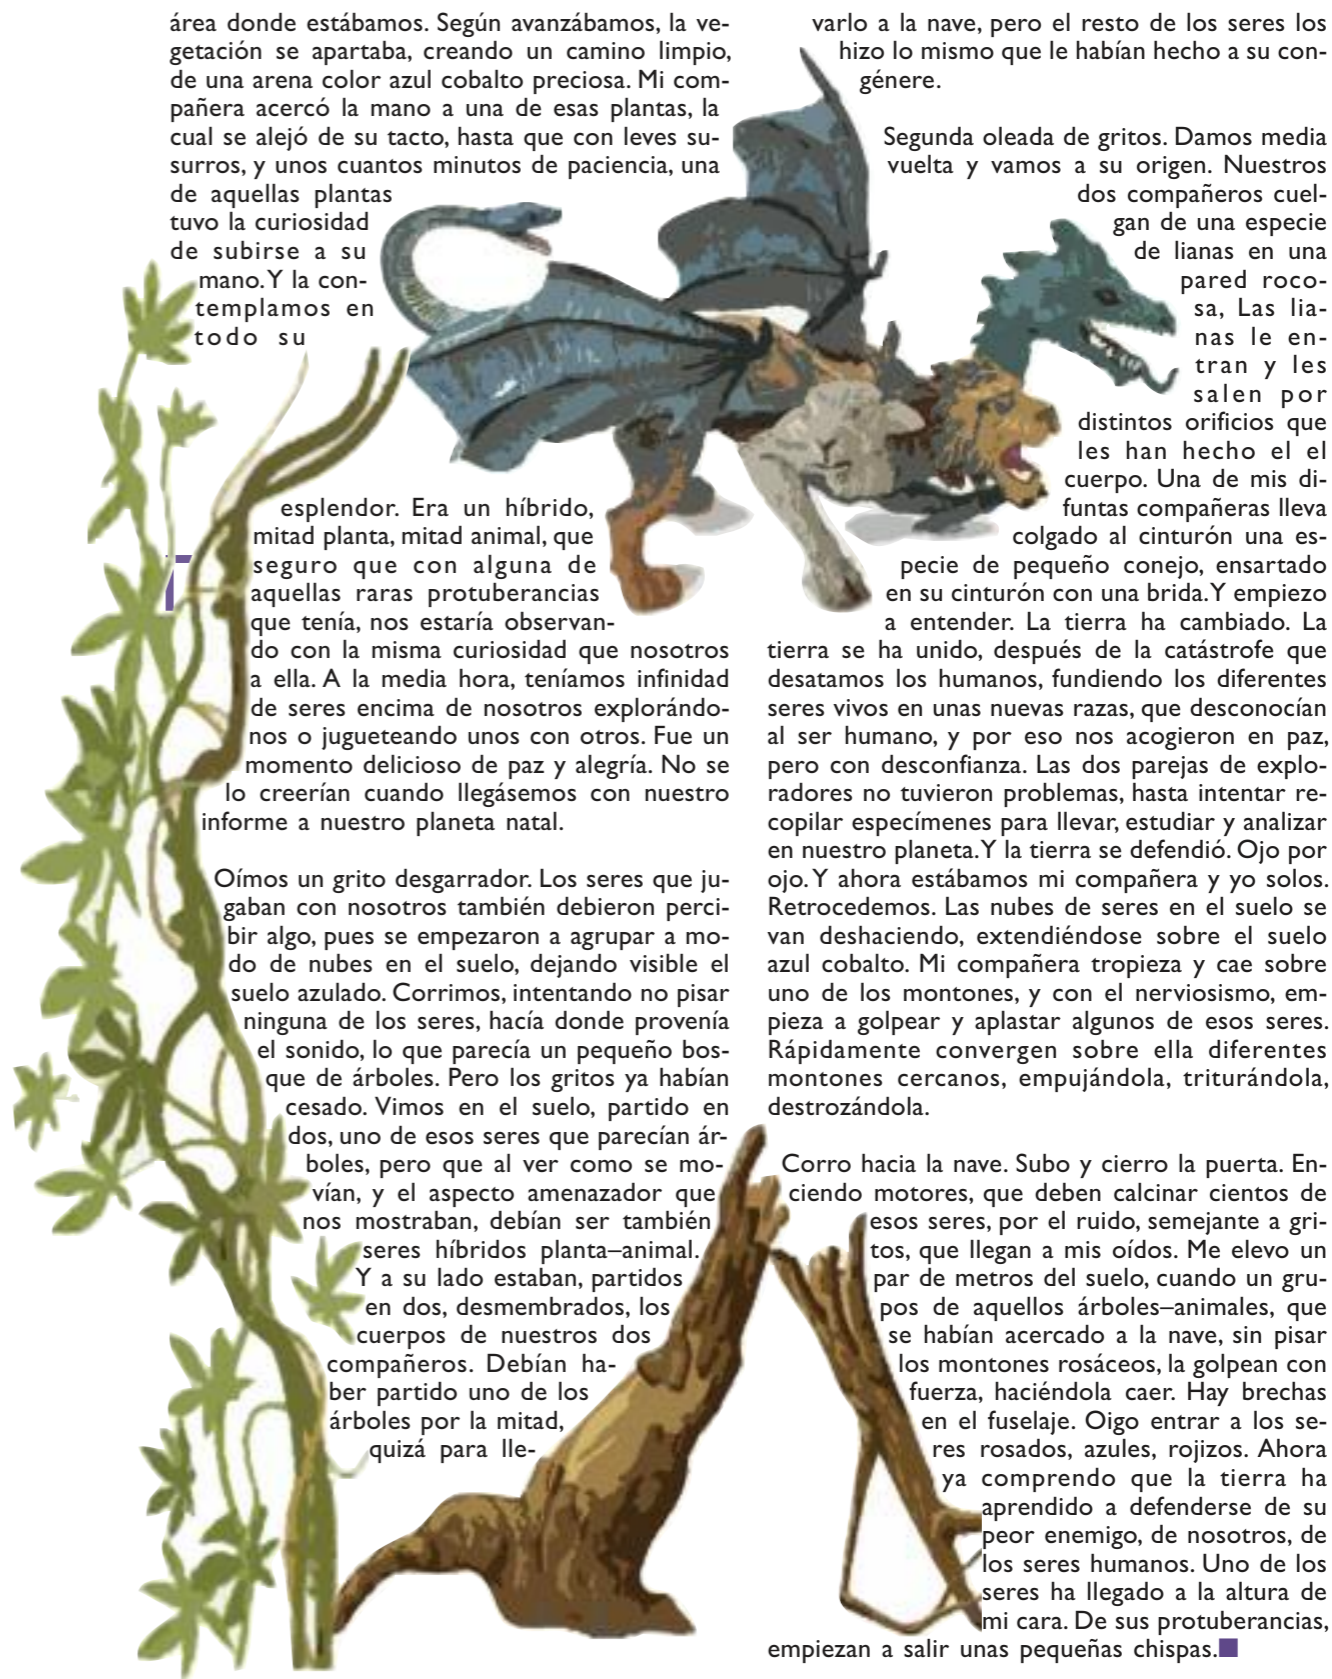 área donde estábamos. Según avanzábamos, la ve-
getación se apartaba, creando un camino limpio,
de una arena color azul cobalto preciosa. Mi com-
pañera acercó la mano a una de esas plantas, la
cual se alejó de su tacto, hasta que con leves su-
surros, y unos cuantos minutos de paciencia, una
de aquellas plantas
tuvo la curiosidad
de subirse a su
mano. Y la con-
templamos en
todo su
esplendor. Era un híbrido,
mitad planta, mitad animal, que
seguro que con alguna de
aquellas raras protuberancias
que tenía, nos estaría observan-
do con la misma curiosidad que nosotros
a ella. A la media hora, teníamos infinidad
de seres encima de nosotros explorándo-
nos o jugueteando unos con otros. Fue un
momento delicioso de paz y alegría. No se
lo creerían cuando llegásemos con nuestro
informe a nuestro planeta natal.
Oímos un grito desgarrador. Los seres que ju-
gaban con nosotros también debieron perci-
bir algo, pues se empezaron a agrupar a mo-
do de nubes en el suelo, dejando visible el
suelo azulado. Corrimos, intentando no pisar
ninguna de los seres, hacía donde provenía
el sonido, lo que parecía un pequeño bos-
que de árboles. Pero los gritos ya habían
cesado. Vimos en el suelo, partido en
dos, uno de esos seres que parecían ár-
boles, pero que al ver como se mo-
vían, y el aspecto amenazador que
nos mostraban, debían ser también
seres híbridos planta–animal.
Y a su lado estaban, partidos
en dos, desmembrados, los
cuerpos de nuestros dos
compañeros. Debían ha-
ber partido uno de los
árboles por la mitad,
quizá para lle-
varlo a la nave, pero el resto de los seres los
hizo lo mismo que le habían hecho a su con-
génere.
Segunda oleada de gritos. Damos media
vuelta y vamos a su origen. Nuestros
dos compañeros cuel-
gan de una especie
de lianas en una
pared roco-
sa, Las lia-
nas le en-
tran y les
salen por
distintos orificios que
les han hecho el el
cuerpo. Una de mis di-
funtas compañeras lleva
colgado al cinturón una es-
pecie de pequeño conejo, ensartado
en su cinturón con una brida. Y empiezo
a entender. La tierra ha cambiado. La
tierra se ha unido, después de la catástrofe que
desatamos los humanos, fundiendo los diferentes
seres vivos en unas nuevas razas, que desconocían
al ser humano, y por eso nos acogieron en paz,
pero con desconfianza. Las dos parejas de explo-
radores no tuvieron problemas, hasta intentar re-
copilar especímenes para llevar, estudiar y analizar
en nuestro planeta. Y la tierra se defendió. Ojo por
ojo. Y ahora estábamos mi compañera y yo solos.
Retrocedemos. Las nubes de seres en el suelo se
van deshaciendo, extendiéndose sobre el suelo
azul cobalto. Mi compañera tropieza y cae sobre
uno de los montones, y con el nerviosismo, em-
pieza a golpear y aplastar algunos de esos seres.
Rápidamente convergen sobre ella diferentes
montones cercanos, empujándola, triturándola,
destrozándola.
Corro hacia la nave. Subo y cierro la puerta. En-
ciendo motores, que deben calcinar cientos de
esos seres, por el ruido, semejante a gri-
tos, que llegan a mis oídos. Me elevo un
par de metros del suelo, cuando un gru-
pos de aquellos árboles–animales, que
se habían acercado a la nave, sin pisar
los montones rosáceos, la golpean con
fuerza, haciéndola caer. Hay brechas
en el fuselaje. Oigo entrar a los se-
res rosados, azules, rojizos. Ahora
ya comprendo que la tierra ha
aprendido a defenderse de su
peor enemigo, de nosotros, de
los seres humanos. Uno de los
seres ha llegado a la altura de
mi cara. De sus protuberancias,
empiezan a salir unas pequeñas chispas.